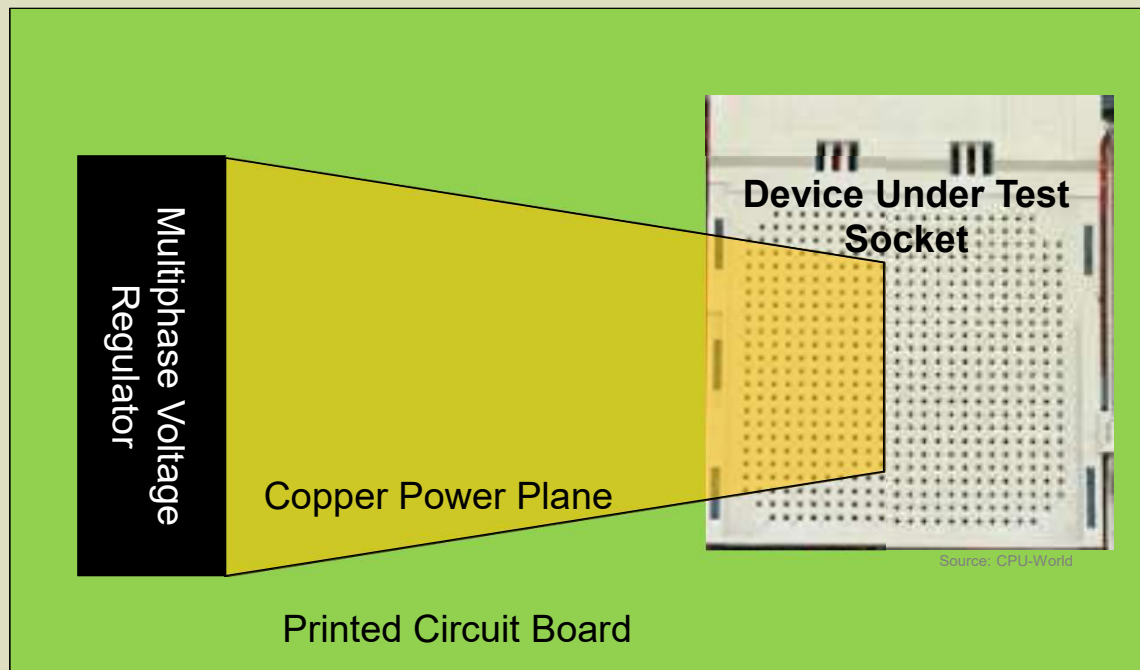 Device Under Test
Socket
Multiphase Voltage
Regulator
Copper Power Plane
Source: CPU-World
Printed Circuit Board